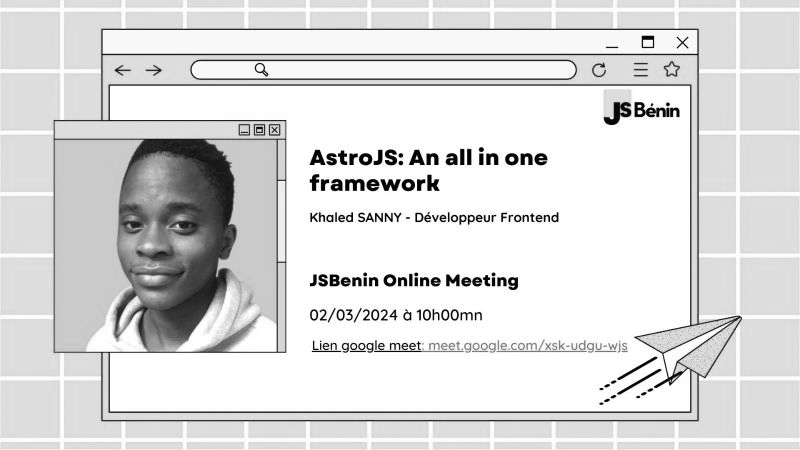 JS Bénin
AstroJS: An all in one
framework
Khaled SANNY - Développeur Frontend
JSBenin Online Meeting
02/03/2024 à 10h00mn
Lien google meet: meet.google.com/xsk-udgu-wjs